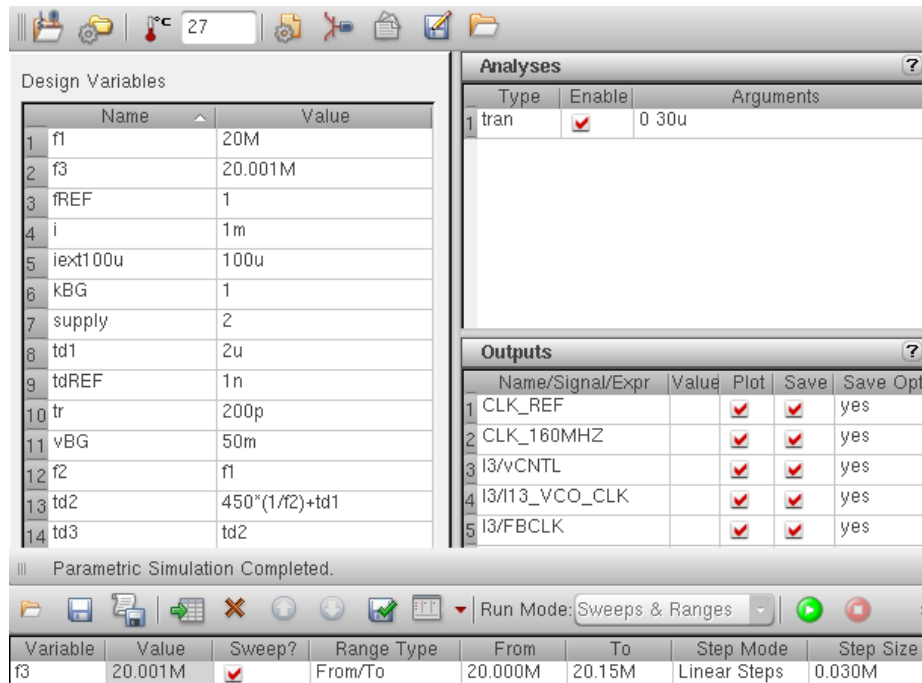 °C 27
Design Variables
Name Value
1 f1 20M
2 f3 20.001M
3 fREF 1
4 i 1m
5 iext100u 100u
6 kBG 1
7 supply 2
8 td1 2u
9 tdREF 1n
10 tr 200p
11 vBG 50m
12 f2 f1
13 td2 450*(1/f2)+td1
14 td3 td2
Analyses ?
Type Enable Arguments
1 tran 0 30u
Outputs ?
Name/Signal/Expr Value Plot Save Save Opt
1 CLK_REF yes
2 CLK_160MHZ yes
3 I3/vCNTL yes
4 I3/I13_VCO_CLK yes
5 I3/FBCLK yes
Parametric Simulation Completed.
Run Mode: Sweeps & Ranges
Variable Value Sweep? Range Type From To Step Mode Step Size
f3 20.001M From/To 20.000M 20.15M Linear Steps 0.030M